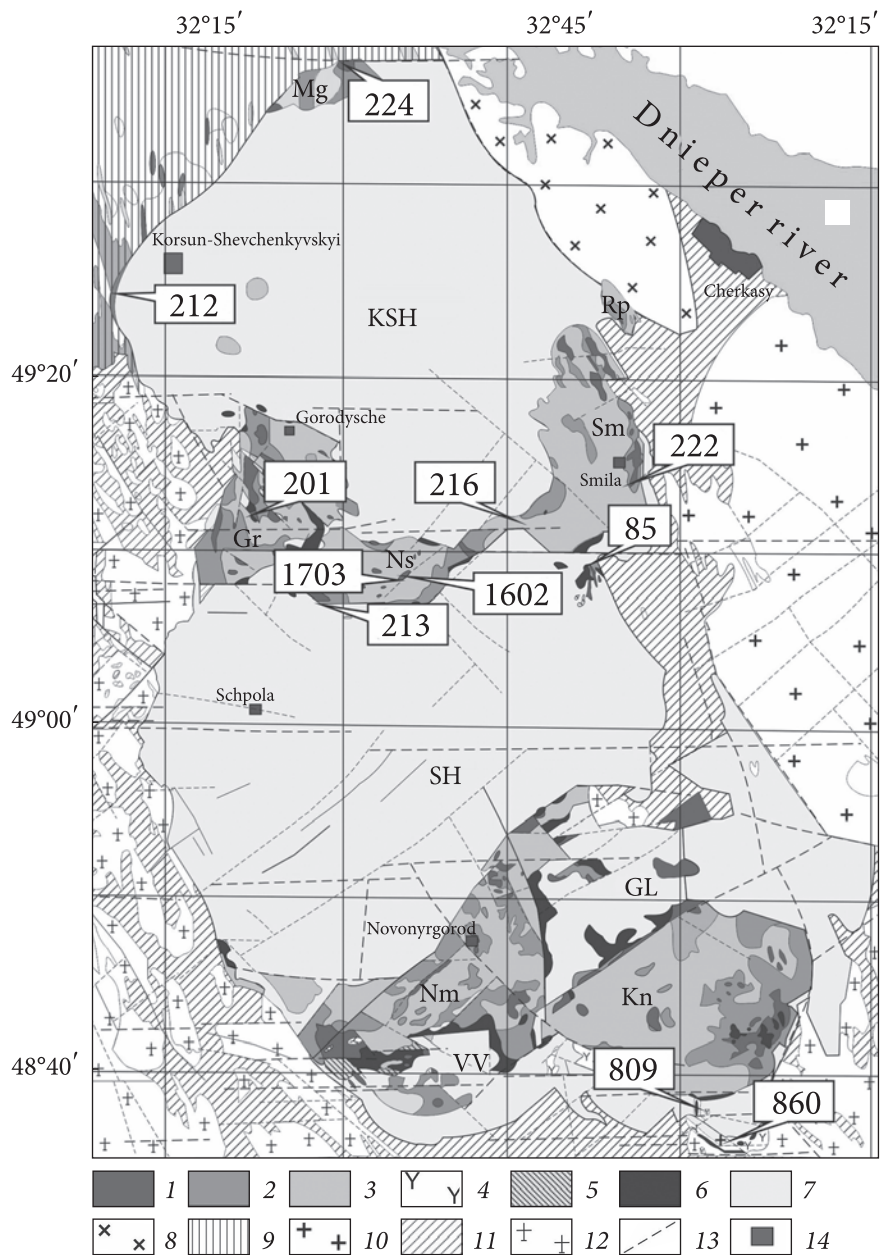 32°15′ 32°45′ 32°15′
Mg
224
Dnieper river
Korsun-Shevchenkyvskyi
Cherkasy
212
KSH
Rp
49°20′
Gorodysche
Sm
222
Smila
201
216
85
Gr
Ns
1703
1602
213
Schpola
49°00′
SH
GL
Novonyrgorod
Nm
Kn
VV
48°40′
809
860
1 2 3 4 5 6 7
8 9 10 11 12 13 14